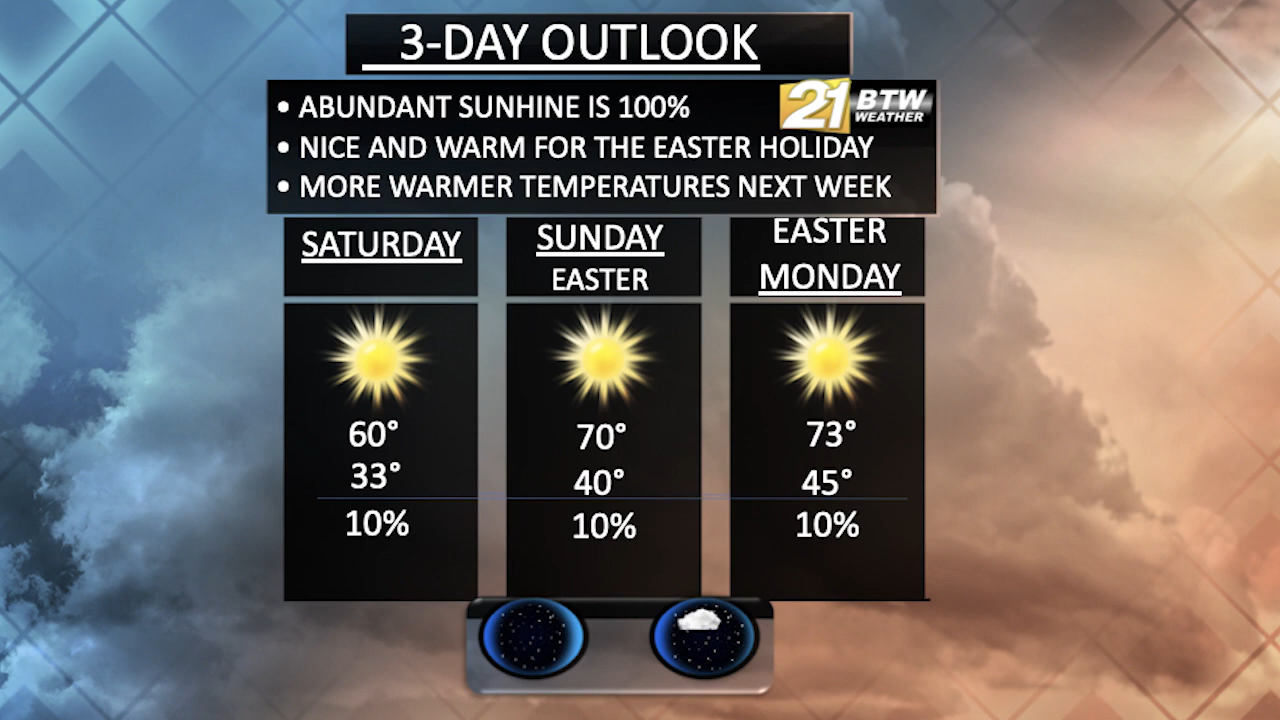 3-DAY OUTLOOK
• ABUNDANT SUNHINE IS 100%
21 BTW
WEATHER
• NICE AND WARM FOR THE EASTER HOLIDAY
• MORE WARMER TEMPERATURES NEXT WEEK
SATURDAY
60°
33°
10%
SUNDAY
EASTER
70°
40°
10%
EASTER
MONDAY
73°
45°
10%